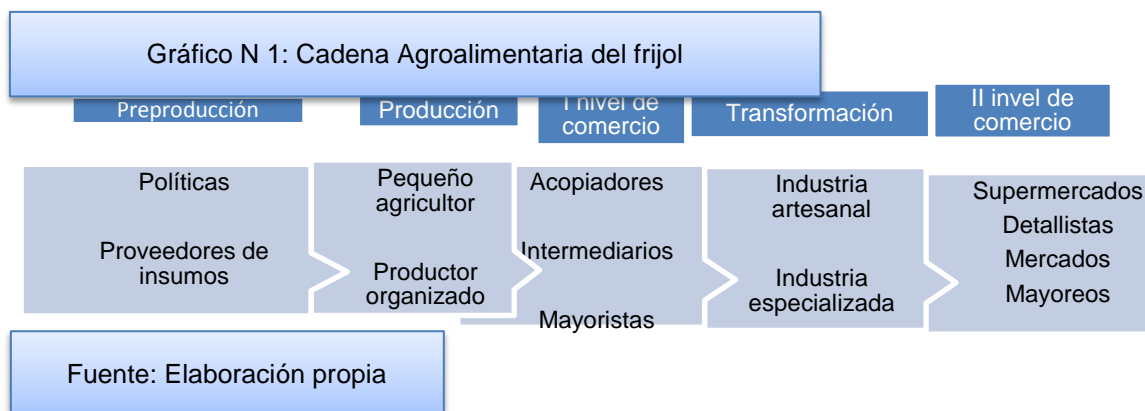 Gráfico N 1: Cadena Agroalimentaria del frijol
Preproducción
Producción
I nivel de
comercio
Transformación
II invel de
comercio
Políticas
Proveedores de
insumos
Pequeño
agricultor
Productor
organizado
Acopiadores
Intermediarios
Mayoristas
Industria
artesanal
Industria
especializada
Supermercados
Detallistas
Mercados
Mayoreos
Fuente: Elaboración propia